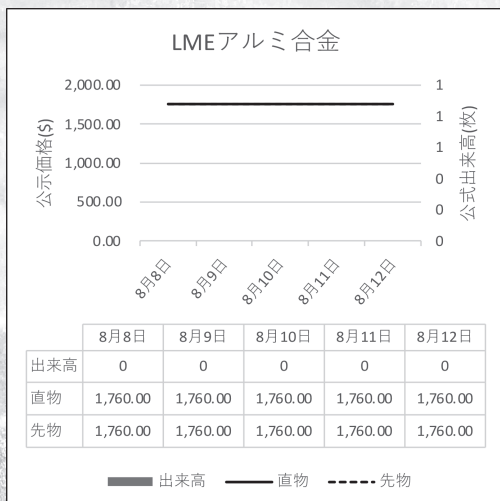 LMEアルミ合金
公示価格($)
2,000.00
1,500.00
1,000.00
500.00
0.00
1
1
1
0
0
0
公式出来高(枚)
8月8日
8月9日
8月10日
8月11日
8月12日
8月8日 8月9日 8月10日 8月11日 8月12日
出来高 0 0 0 0 0
直物 1,760.00 1,760.00 1,760.00 1,760.00 1,760.00
先物 1,760.00 1,760.00 1,760.00 1,760.00 1,760.00
出来高 直物 先物